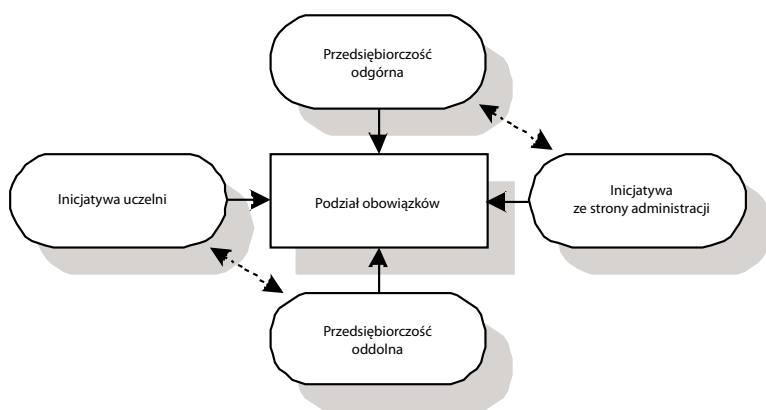 Przedsiębiorczość
odgórna
Inicjatywa uczelni
Podział obowiązków
Inicjatywa
ze strony administracji
Przedsiębiorczość
oddolna